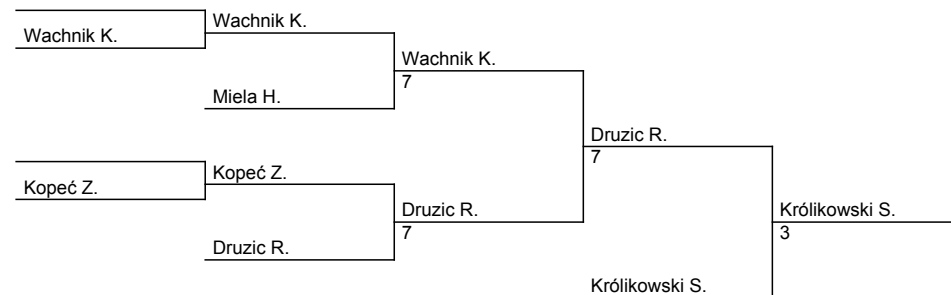 Wachnik K.
Wachnik K.
Miela H.
Wachnik K.
7
Kopeć Z.
Kopeć Z.
Druzic R.
Druzic R.
7
Druzic R.
7
Królikowski S.
Królikowski S.
3